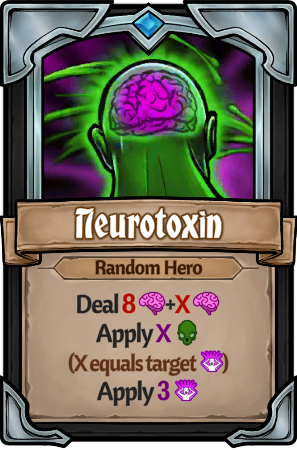 Neurotoxin
Random Hero
Deal 8 +X
Apply X
(X equals target )
Apply 3